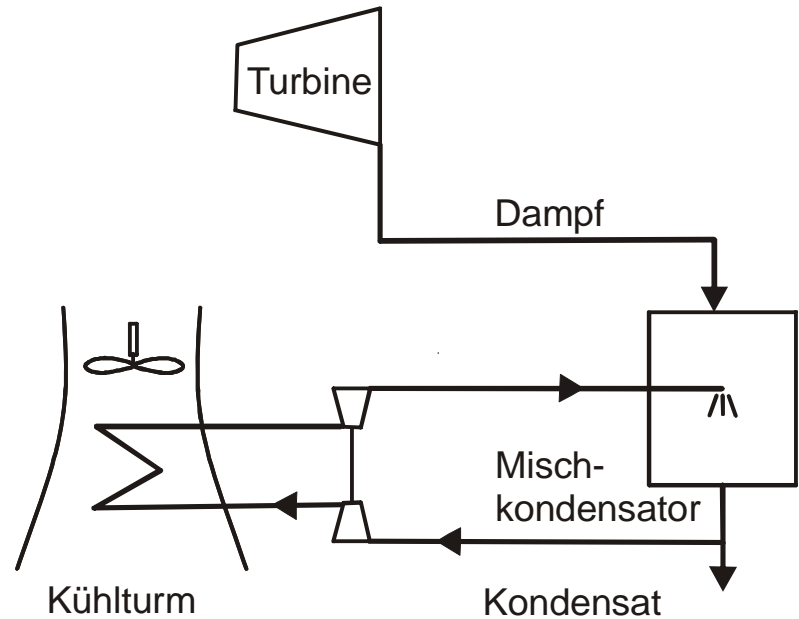 Turbine
Dampf
Misch-
kondensator
Kühlturm
Kondensat